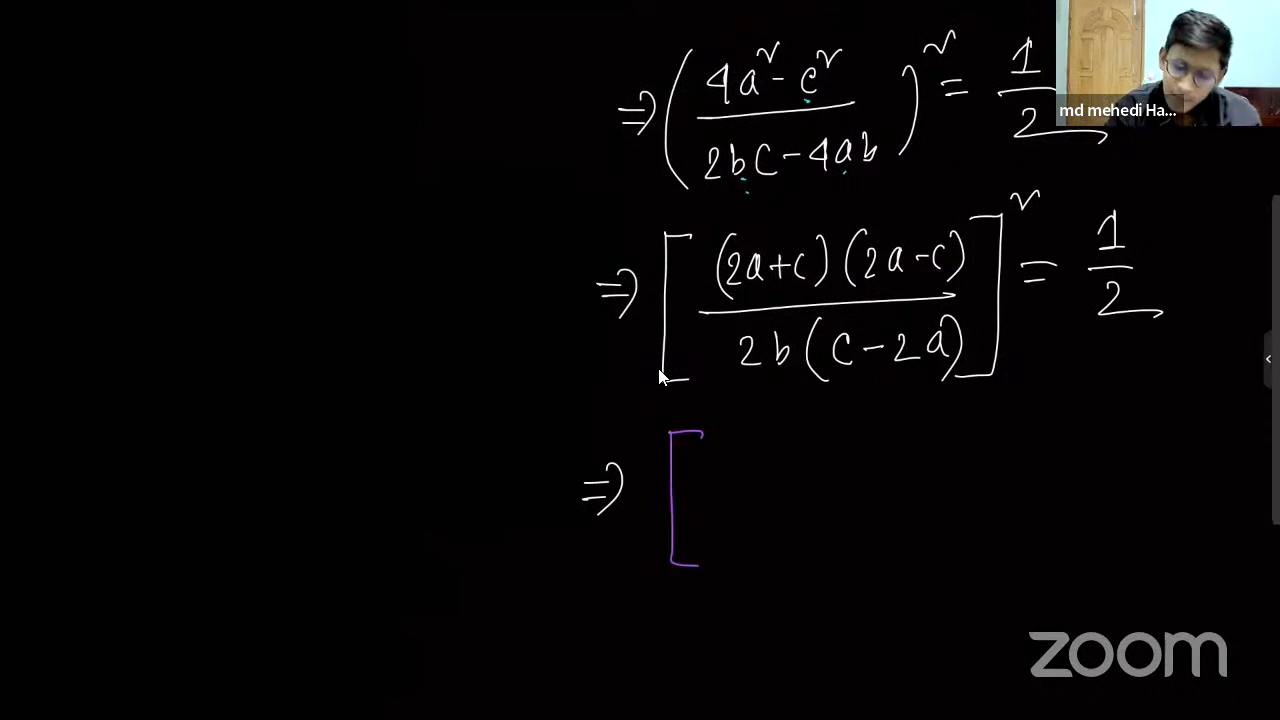 ⇒ (4a² - c² / 2bc - 4ab)² = 1/2
md mehedi Ha...
⇒ [(2a+c)(2a-c) / 2b(c-2a)]² = 1/2
⇒ [
zoom